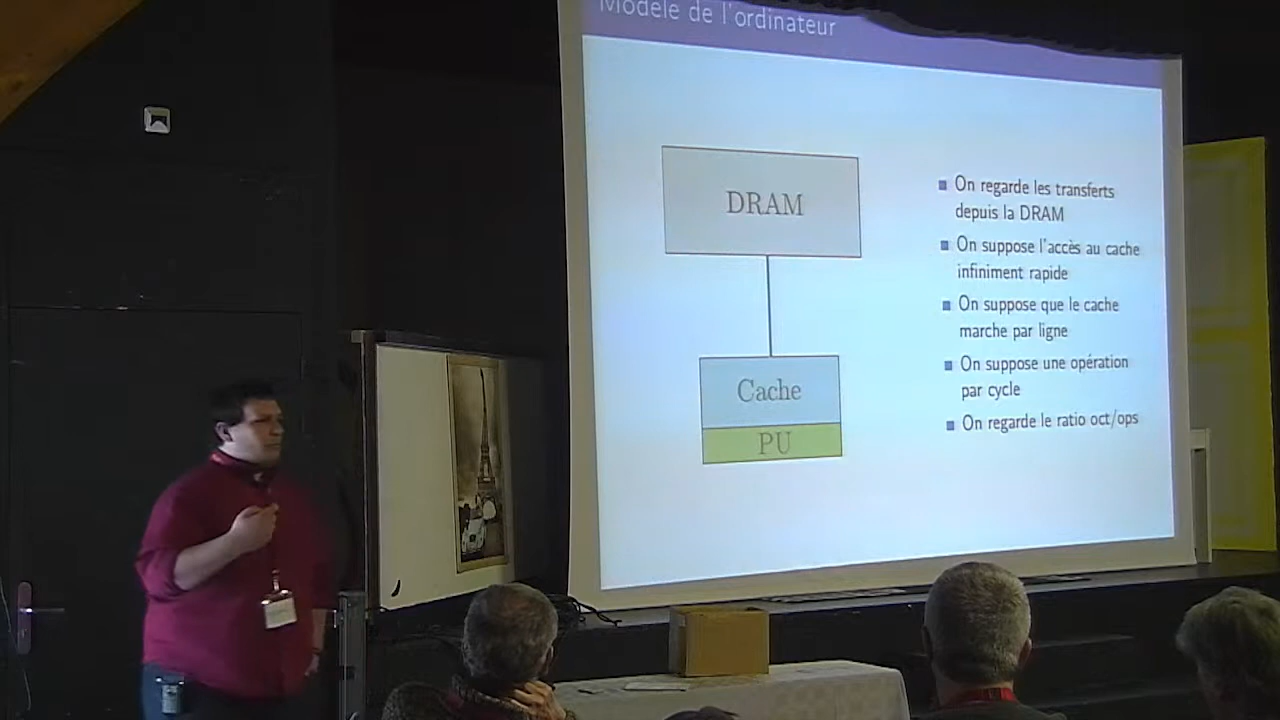 Modèle de l'ordinateur
DRAM
Cache
PU
On regarde les transferts
depuis la DRAM
On suppose l'accès au cache
infiniment rapide
On suppose que le cache
marche par ligne
On suppose une opération
par cycle
On regarde le ratio oct/ops